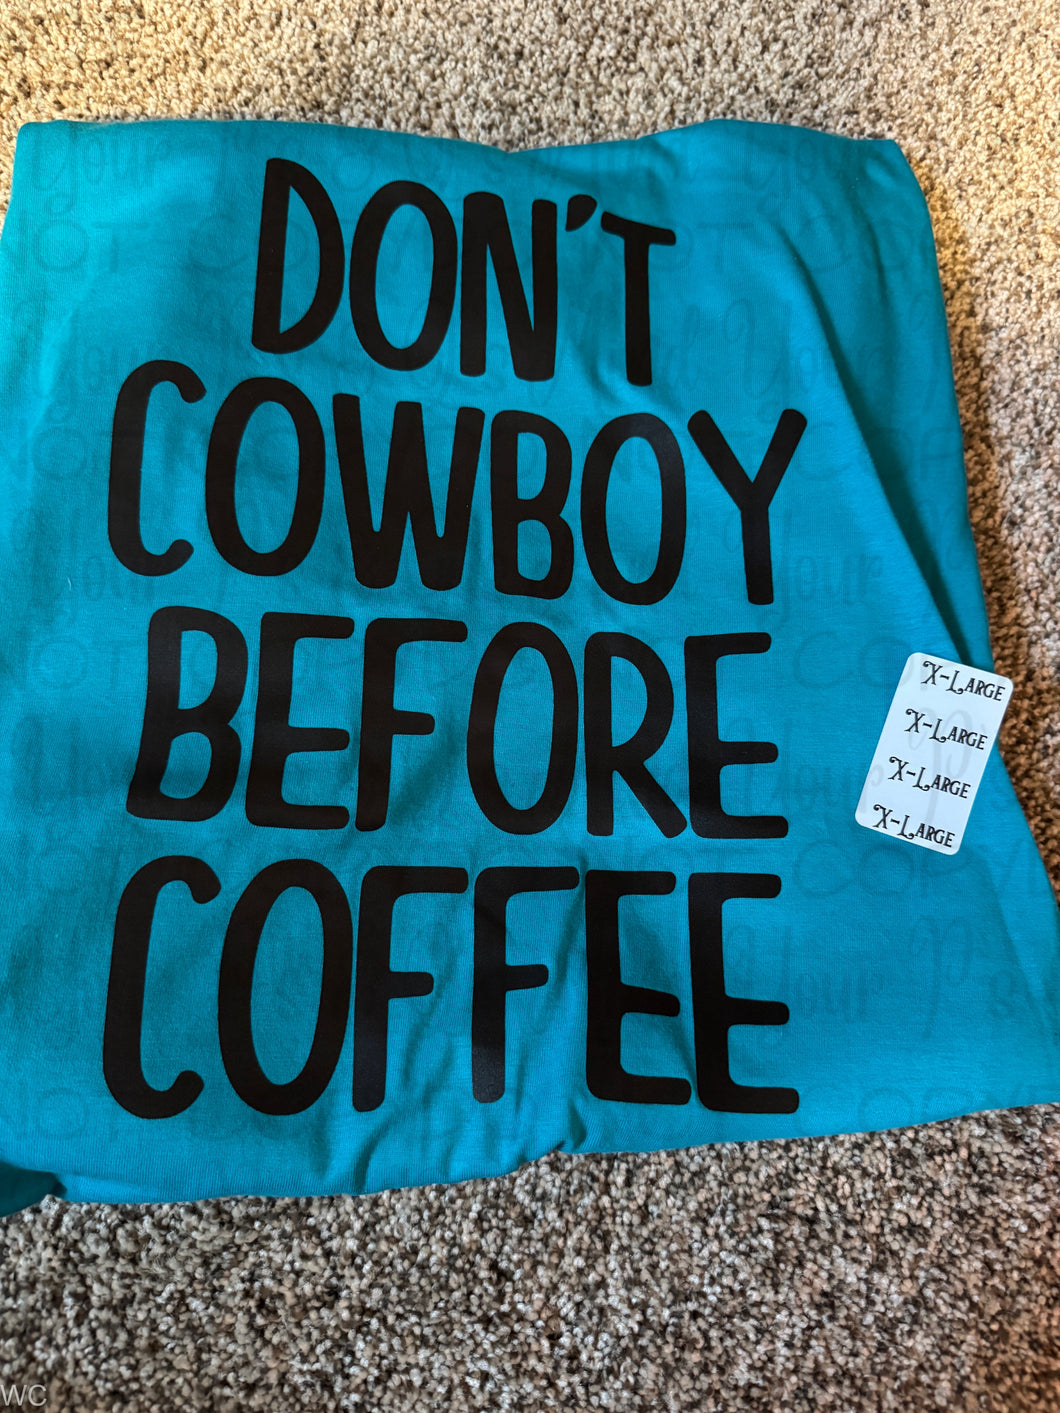 DON'T
COWBOY
BEFORE
COFFEE
X-LARGE
X-LARGE
X-LARGE
X-LARGE
WC